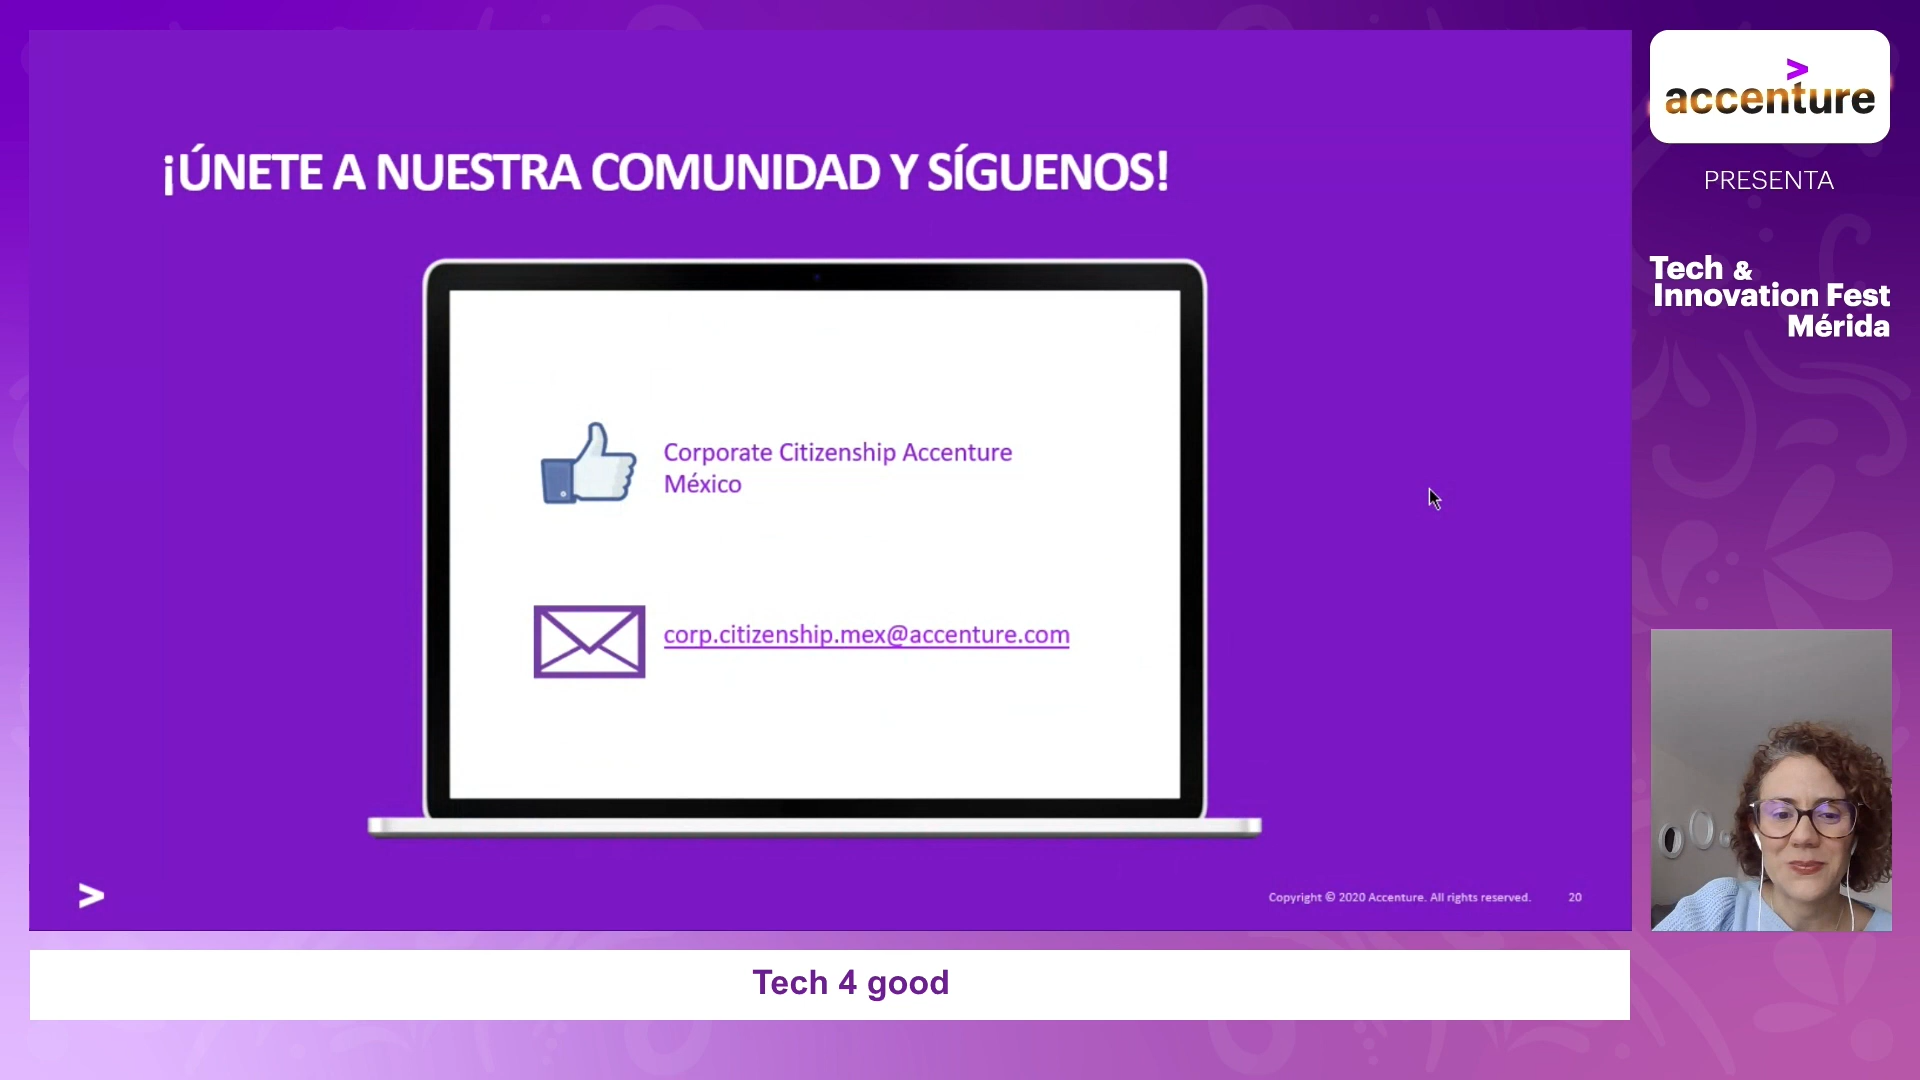 ¡ÚNETE A NUESTRA COMUNIDAD Y SÍGUENOS!
Corporate Citizenship Accenture
México
corp.citizenship.mex@accenture.com
>
Copyright © 2020 Accenture. All rights reserved.
20
>
accenture
PRESENTA
Tech &
Innovation Fest
Mérida
Tech 4 good